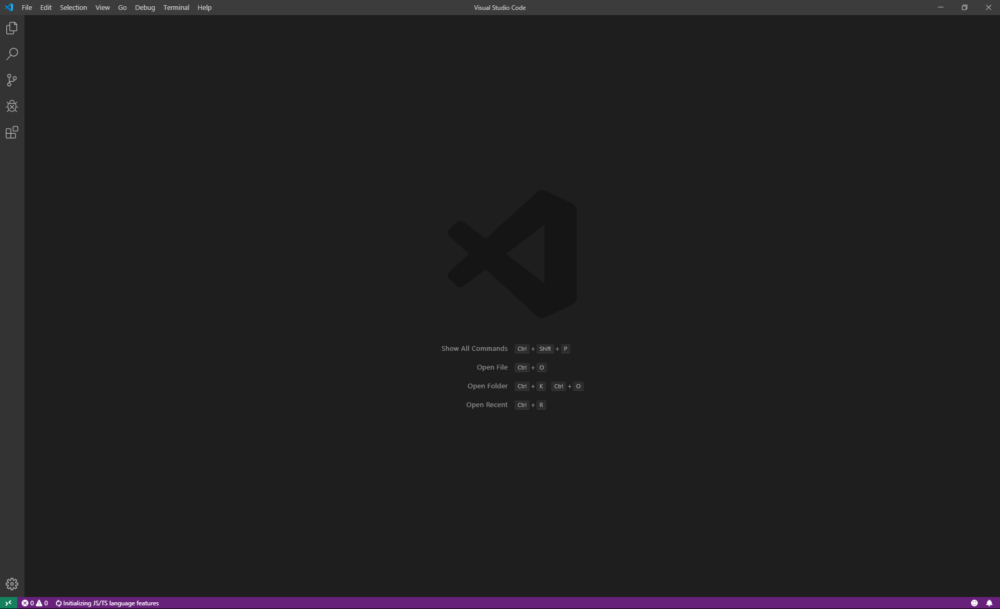 File Edit Selection View Go Debug Terminal Help
Visual Studio Code
Show All Commands Ctrl + Shift + P
Open File Ctrl + O
Open Folder Ctrl + K Ctrl + O
Open Recent Ctrl + R
0 0 Initializing JS/TS language features